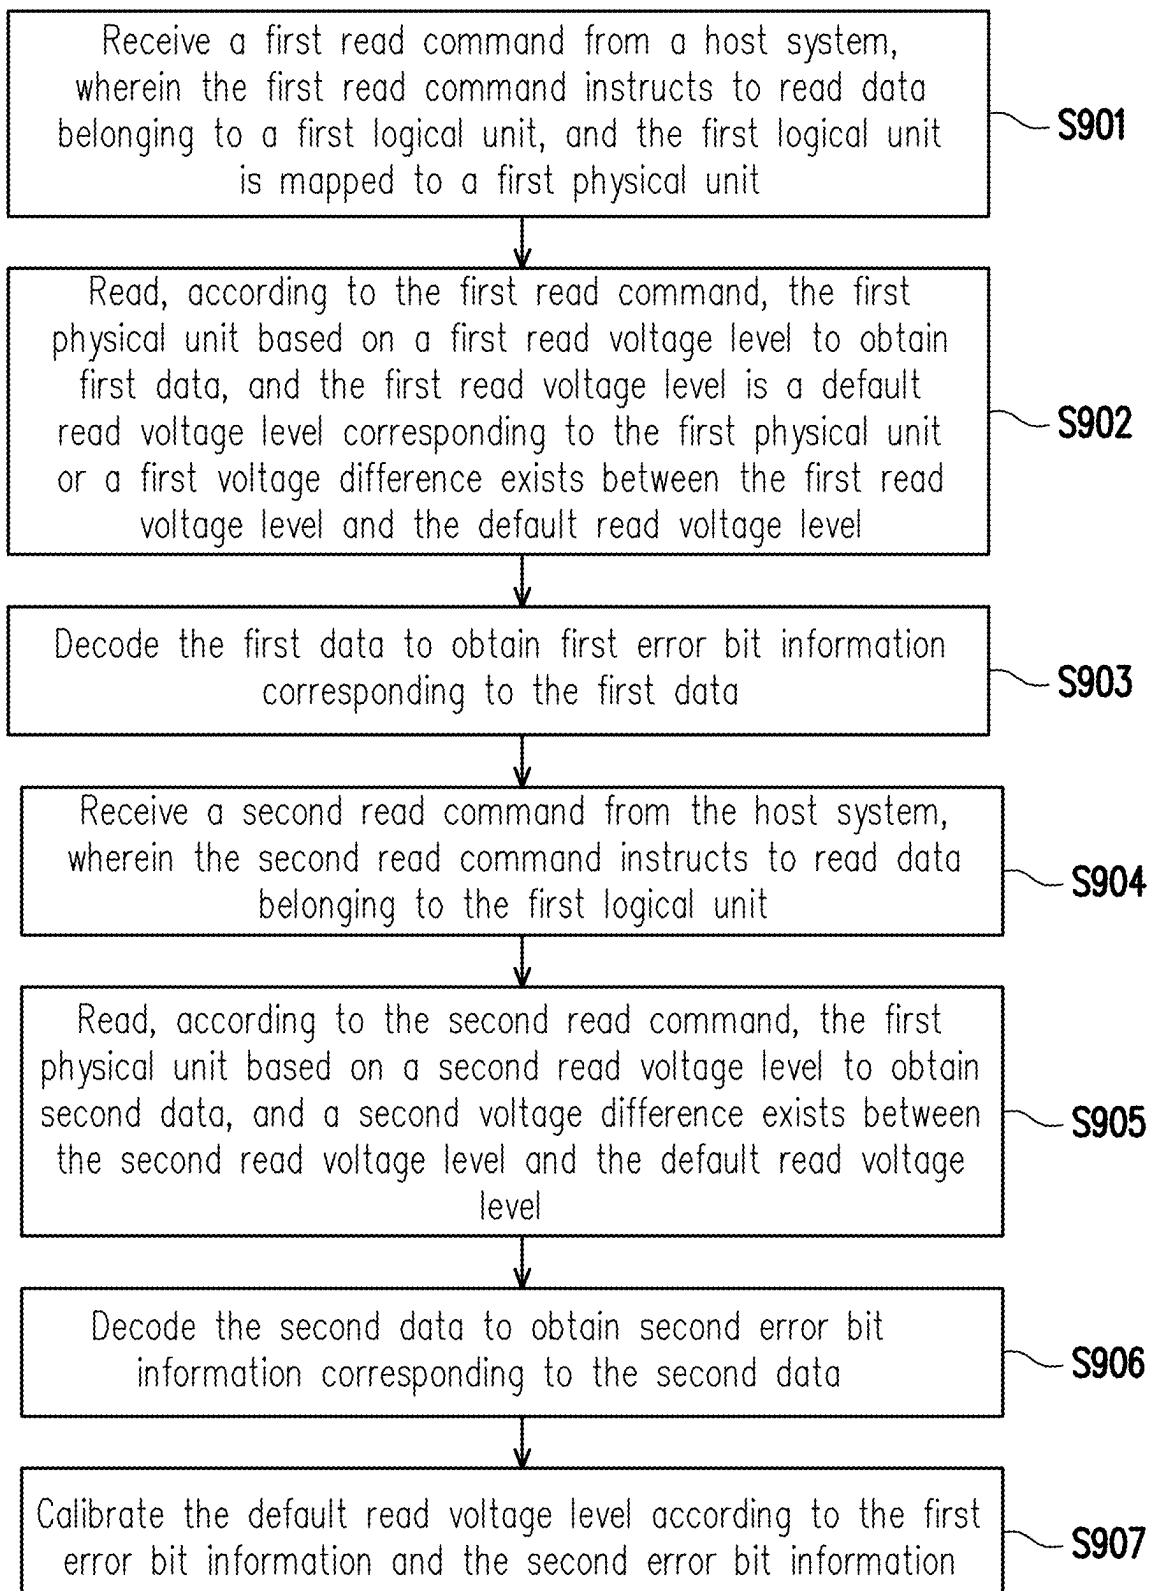 Receive a first read command from a host system,
wherein the first read command instructs to read data
belonging to a first logical unit, and the first logical unit
is mapped to a first physical unit
S901
Read, according to the first read command, the first
physical unit based on a first read voltage level to obtain
first data, and the first read voltage level is a default
read voltage level corresponding to the first physical unit
or a first voltage difference exists between the first read
voltage level and the default read voltage level
S902
Decode the first data to obtain first error bit information
corresponding to the first data
S903
Receive a second read command from the host system,
wherein the second read command instructs to read data
belonging to the first logical unit
S904
Read, according to the second read command, the first
physical unit based on a second read voltage level to obtain
second data, and a second voltage difference exists between
the second read voltage level and the default read voltage
level
S905
Decode the second data to obtain second error bit
information corresponding to the second data
S906
Calibrate the default read voltage level according to the first
error bit information and the second error bit information
S907